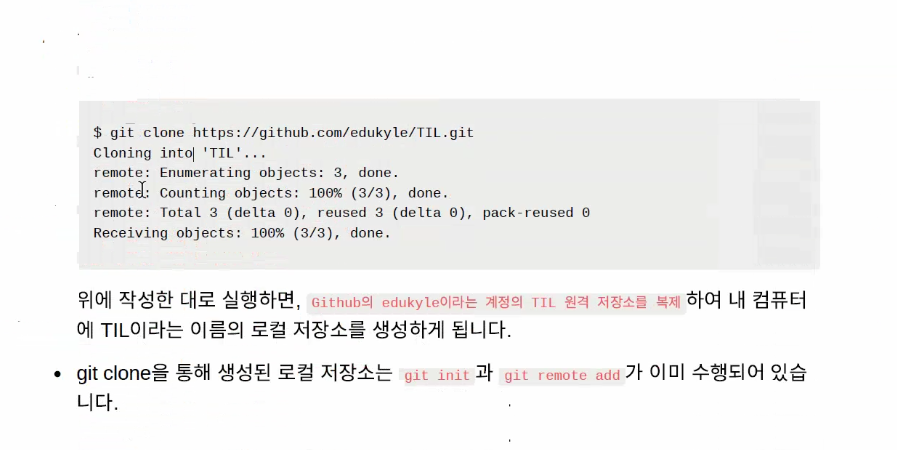 $ git clone https://github.com/edukyle/TIL.git
Cloning into 'TIL'...
remote: Enumerating objects: 3, done.
remote: Counting objects: 100% (3/3), done.
remote: Total 3 (delta 0), reused 3 (delta 0), pack-reused 0
Receiving objects: 100% (3/3), done.
위에 작성한 대로 실행하면, Github의 edukyle이라는 계정의 TIL 원격 저장소를 복제 하여 내 컴퓨터
에 TIL이라는 이름의 로컬 저장소를 생성하게 됩니다.
• git clone을 통해 생성된 로컬 저장소는 git init 과 git remote add 가 이미 수행되어 있습
니다.